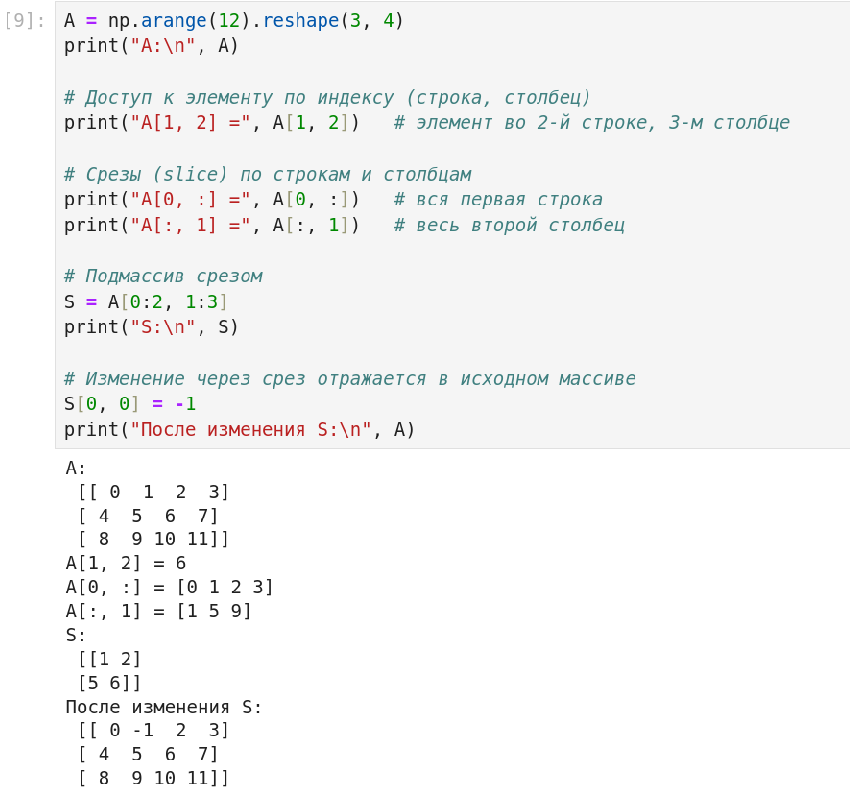 [9]: A = np.arange(12).reshape(3, 4)
print("A:\n", A)
# Доступ к элементу по индексу (строка, столбец)
print("A[1, 2] =", A[1, 2])   # элемент во 2-й строке, 3-м столбце
# Срезы (slice) по строкам и столбцам
print("A[0, :] =", A[0, :])   # вся первая строка
print("A[:, 1] =", A[:, 1])   # весь второй столбец
# Подмассив срезом
S = A[0:2, 1:3]
print("S:\n", S)
# Изменение через срез отражается в исходном массиве
S[0, 0] = -1
print("После изменения S:\n", A)
A:
 [[ 0  1  2  3]
 [ 4  5  6  7]
 [ 8  9 10 11]]
A[1, 2] = 6
A[0, :] = [0 1 2 3]
A[:, 1] = [1 5 9]
S:
 [[1 2]
 [5 6]]
После изменения S:
 [[ 0 -1  2  3]
 [ 4  5  6  7]
 [ 8  9 10 11]]